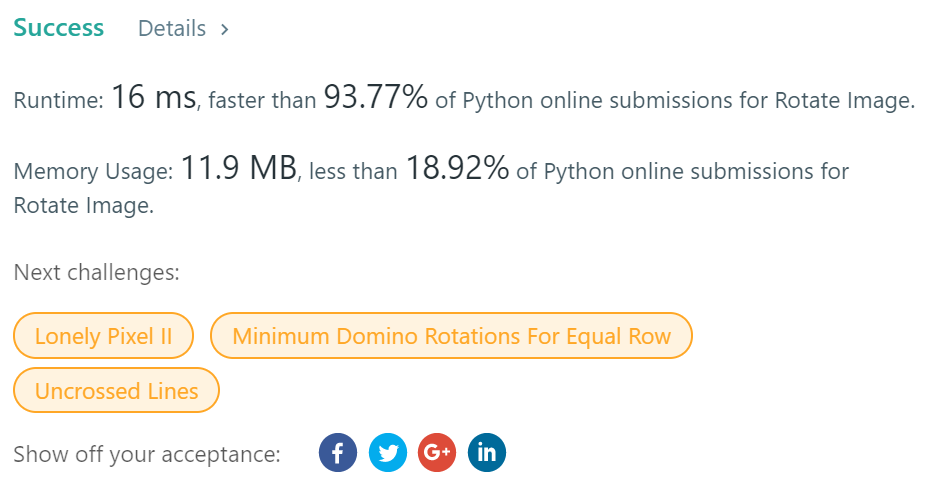 Success Details >
Runtime: 16 ms, faster than 93.77% of Python online submissions for Rotate Image.
Memory Usage: 11.9 MB, less than 18.92% of Python online submissions for
Rotate Image.
Next challenges:
Lonely Pixel II Minimum Domino Rotations For Equal Row
Uncrossed Lines
Show off your acceptance: f G+ in